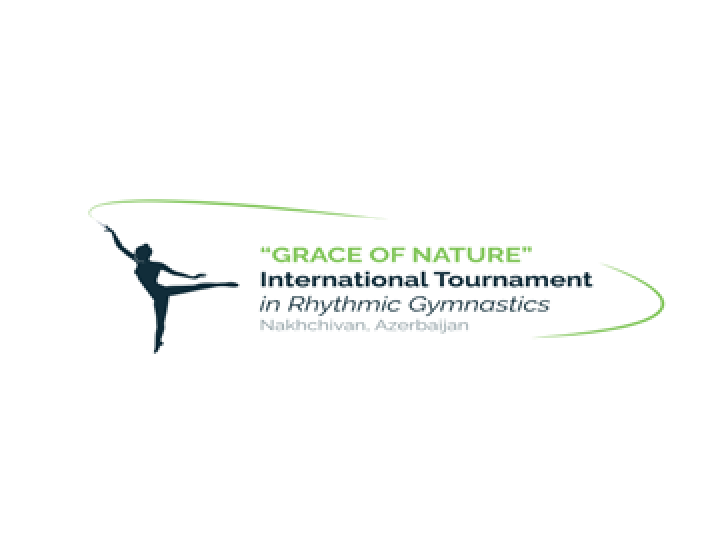 “GRACE OF NATURE”
International Tournament
in Rhythmic Gymnastics
Nakhchivan, Azerbaijan